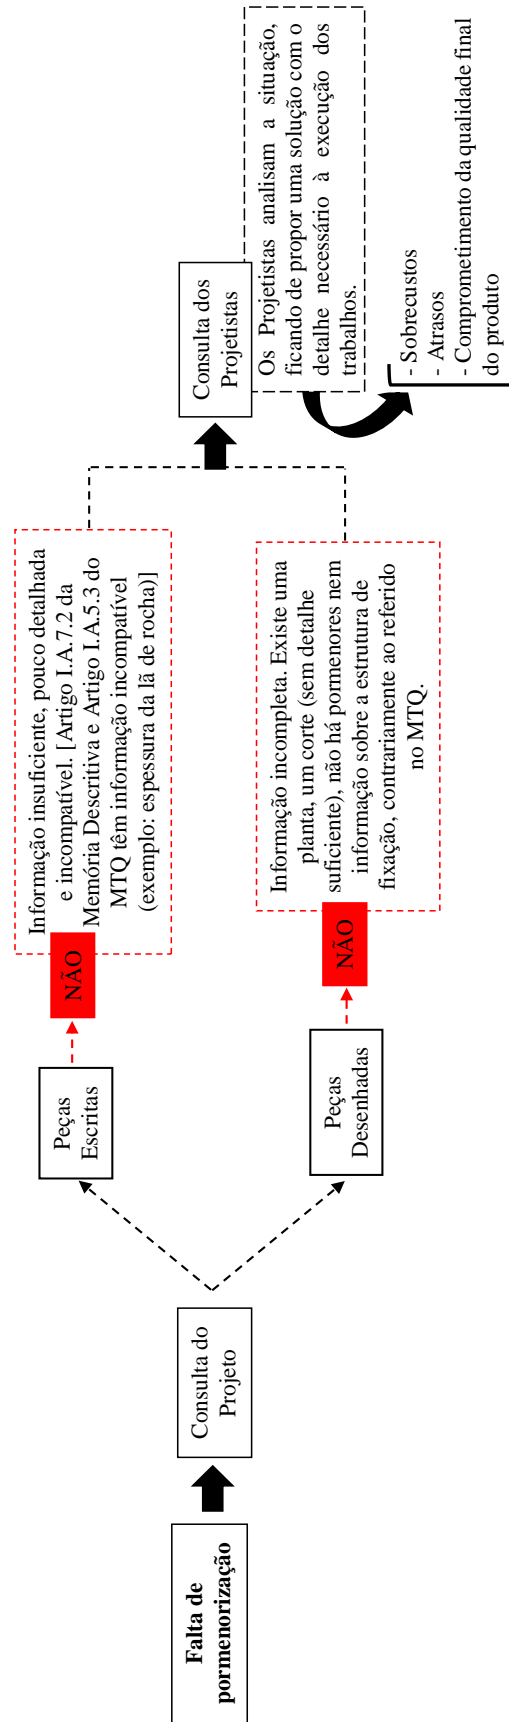 Falta de
pormenorização
Consulta do
Projeto
Peças
Escritas
NÃO
Informação insuficiente, pouco detalhada
e incompatível. [Artigo I.A.7.2 da
Memória Descritiva e Artigo I.A.5.3 do
MTQ têm informação incompatível
(exemplo: espessura da lã de rocha)]
Peças
Desenhadas
NÃO
Informação incompleta. Existe uma
planta, um corte (sem detalhe
suficiente), não há pormenores nem
informação sobre a estrutura de
fixação, contrariamente ao referido
no MTQ.
Consulta dos
Projetistas
Os Projetistas analisam a situação,
ficando de propor uma solução com o
detalhe necessário à execução dos
trabalhos.
- Sobrecustos
- Atrasos
- Comprometimento da qualidade final
do produto